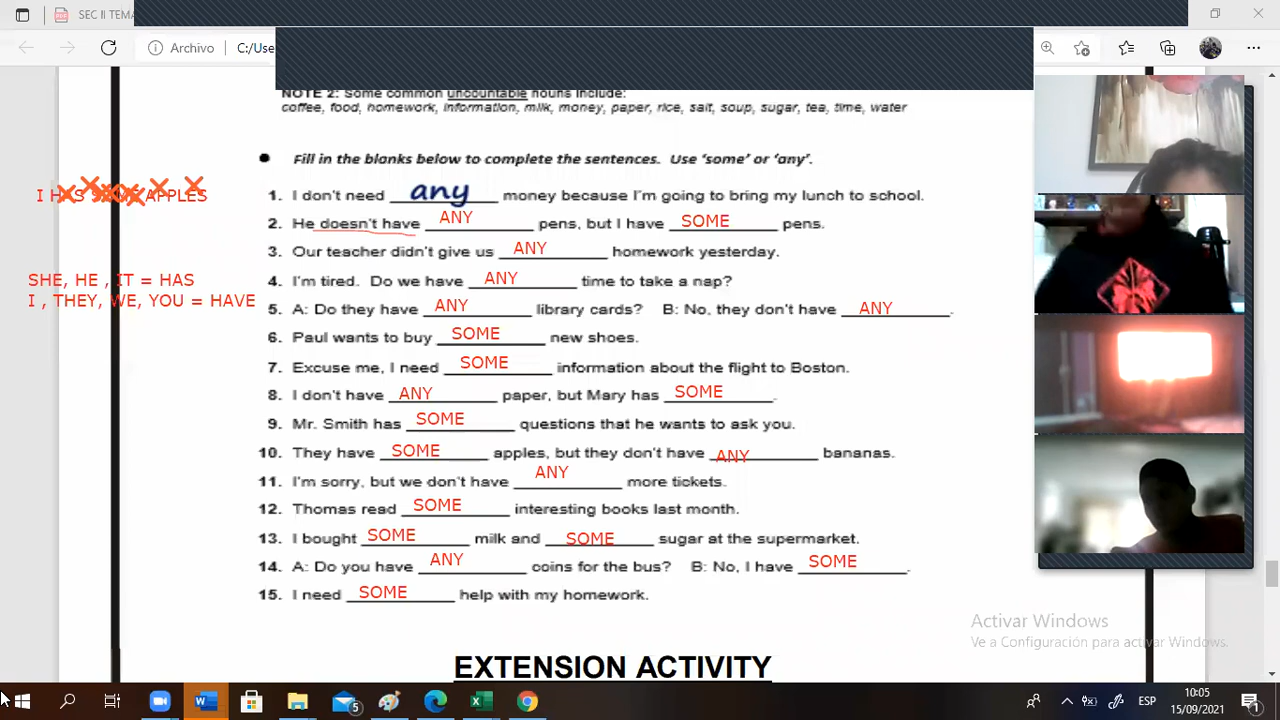 SEC II TEMA
Archivo
C:/Use
NOTE 2: Some common uncountable nouns include:
coffee, food, homework, information, milk, money, paper, rice, salt, soup, sugar, tea, time, water
● Fill in the blanks below to complete the sentences. Use 'some' or 'any'.
1. I don't need any money because I'm going to bring my lunch to school.
2. He doesn't have ANY pens, but I have SOME pens.
3. Our teacher didn't give us ANY homework yesterday.
4. I'm tired. Do we have ANY time to take a nap?
5. A: Do they have ANY library cards? B: No, they don't have ANY.
6. Paul wants to buy SOME new shoes.
7. Excuse me, I need SOME information about the flight to Boston.
8. I don't have ANY paper, but Mary has SOME.
9. Mr. Smith has SOME questions that he wants to ask you.
10. They have SOME apples, but they don't have ANY bananas.
11. I'm sorry, but we don't have ANY more tickets.
12. Thomas read SOME interesting books last month.
13. I bought SOME milk and SOME sugar at the supermarket.
14. A: Do you have ANY coins for the bus? B: No, I have SOME.
15. I need SOME help with my homework.
EXTENSION ACTIVITY
I APPLES
SHE, HE , IT = HAS
I , THEY, WE, YOU = HAVE
Activar Windows
Ve a Configuración para activar Windows.
5
ESP
10:05
15/09/2021
1